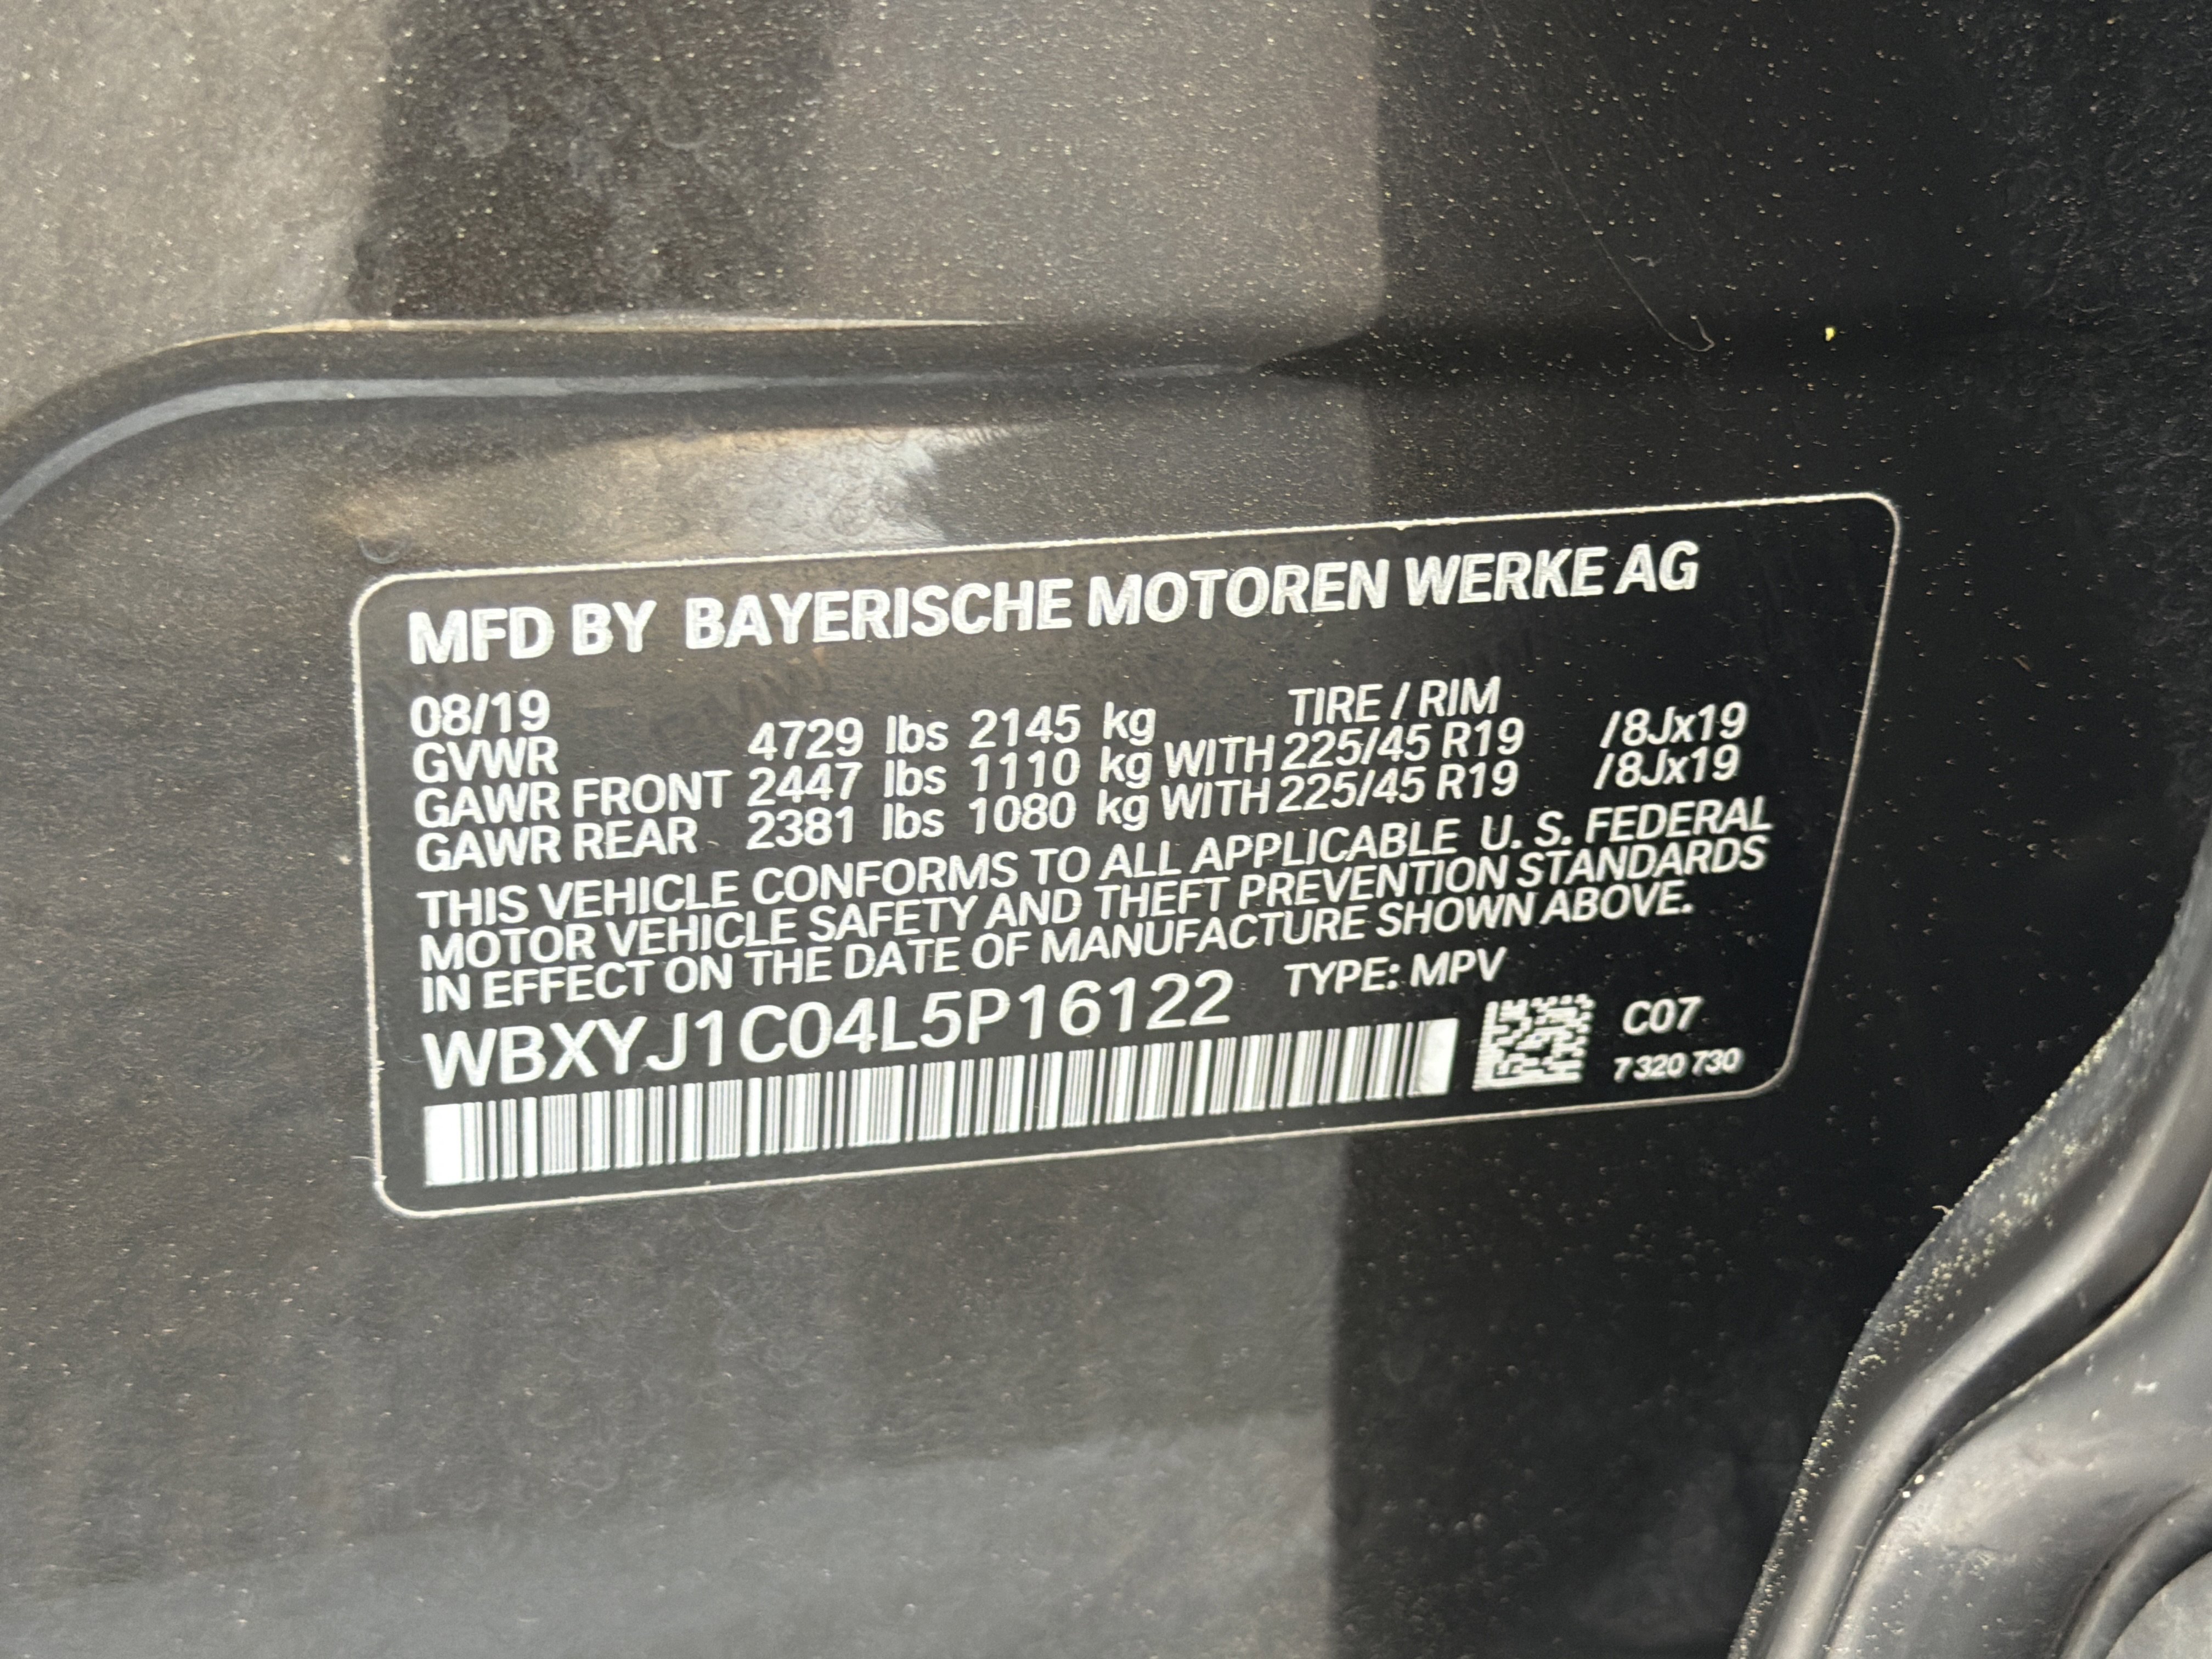 MFD BY BAYERISCHE MOTOREN WERKE AG
08/19 TIRE / RIM
GVWR 4729 lbs 2145 kg
GAWR FRONT 2447 lbs 1110 kg WITH 225/45 R19 /8Jx19
GAWR REAR 2381 lbs 1080 kg WITH 225/45 R19 /8Jx19
THIS VEHICLE CONFORMS TO ALL APPLICABLE U. S. FEDERAL
MOTOR VEHICLE SAFETY AND THEFT PREVENTION STANDARDS
IN EFFECT ON THE DATE OF MANUFACTURE SHOWN ABOVE.
WBXYJ1C04L5P16122 TYPE: MPV
C07
7 320 730